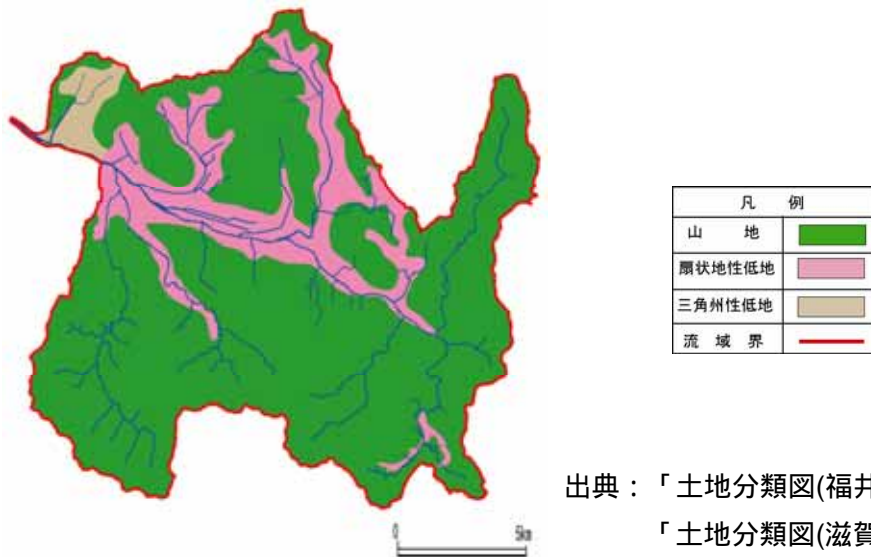 凡 例
山 地
扇状地性低地
三角州性低地
流 域 界
0 5km
出典：「土地分類図(福井
「土地分類図(滋賀